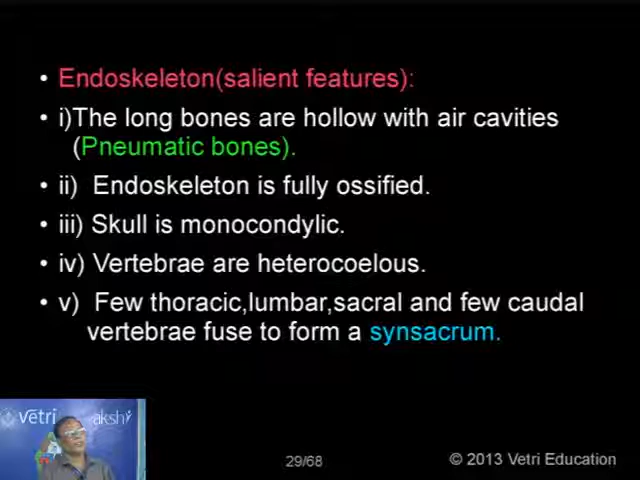 • Endoskeleton(salient features):
• i)The long bones are hollow with air cavities
(Pneumatic bones).
• ii) Endoskeleton is fully ossified.
• iii) Skull is monocondylic.
• iv) Vertebrae are heterocoelous.
• v) Few thoracic,lumbar,sacral and few caudal
vertebrae fuse to form a synsacrum.
vetri akshi
29/68
© 2013 Vetri Education